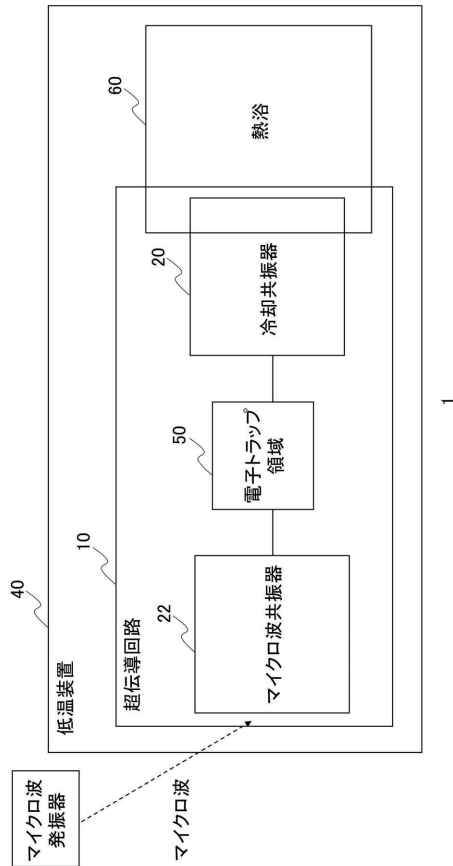 マイクロ波
発振器
マイクロ波
40
低温装置
10
超伝導回路
22
マイクロ波共振器
50
電子トラップ
領域
20
冷却共振器
60
熱浴
1